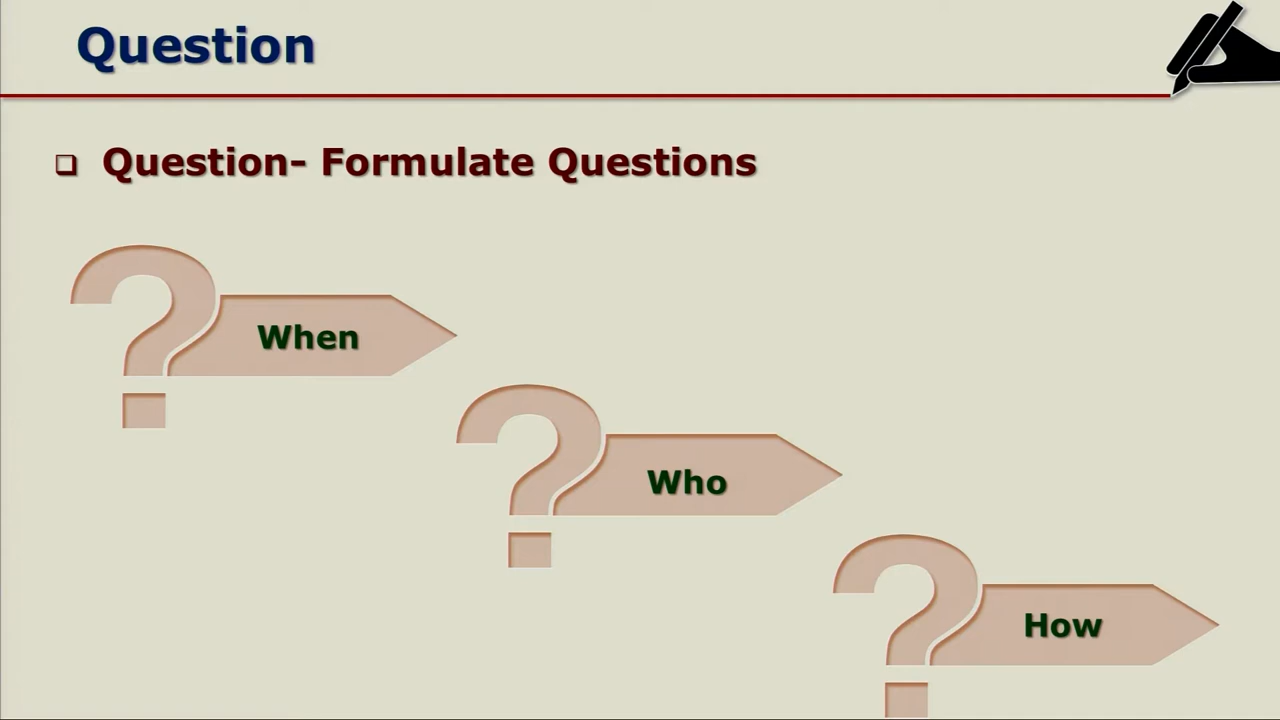 Question
❑ Question- Formulate Questions
When
Who
How